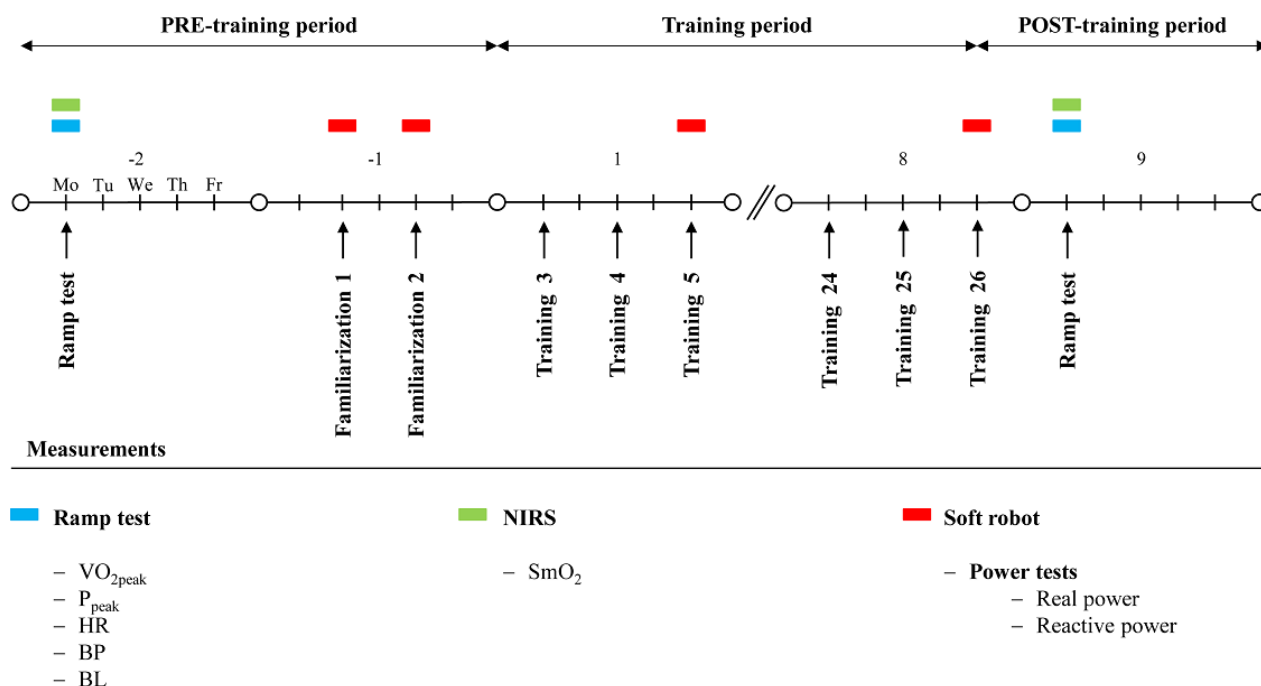 PRE-training period Training period POST-training period
-2 -1 1 8 9
Mo Tu We Th Fr
Ramp test
Familiarization 1
Familiarization 2
Training 3
Training 4
Training 5
Training 24
Training 25
Training 26
Ramp test
Measurements
Ramp test
– VO₂peak
– Ppeak
– HR
– BP
– BL
NIRS
– SmO₂
Soft robot
– Power tests
– Real power
– Reactive power